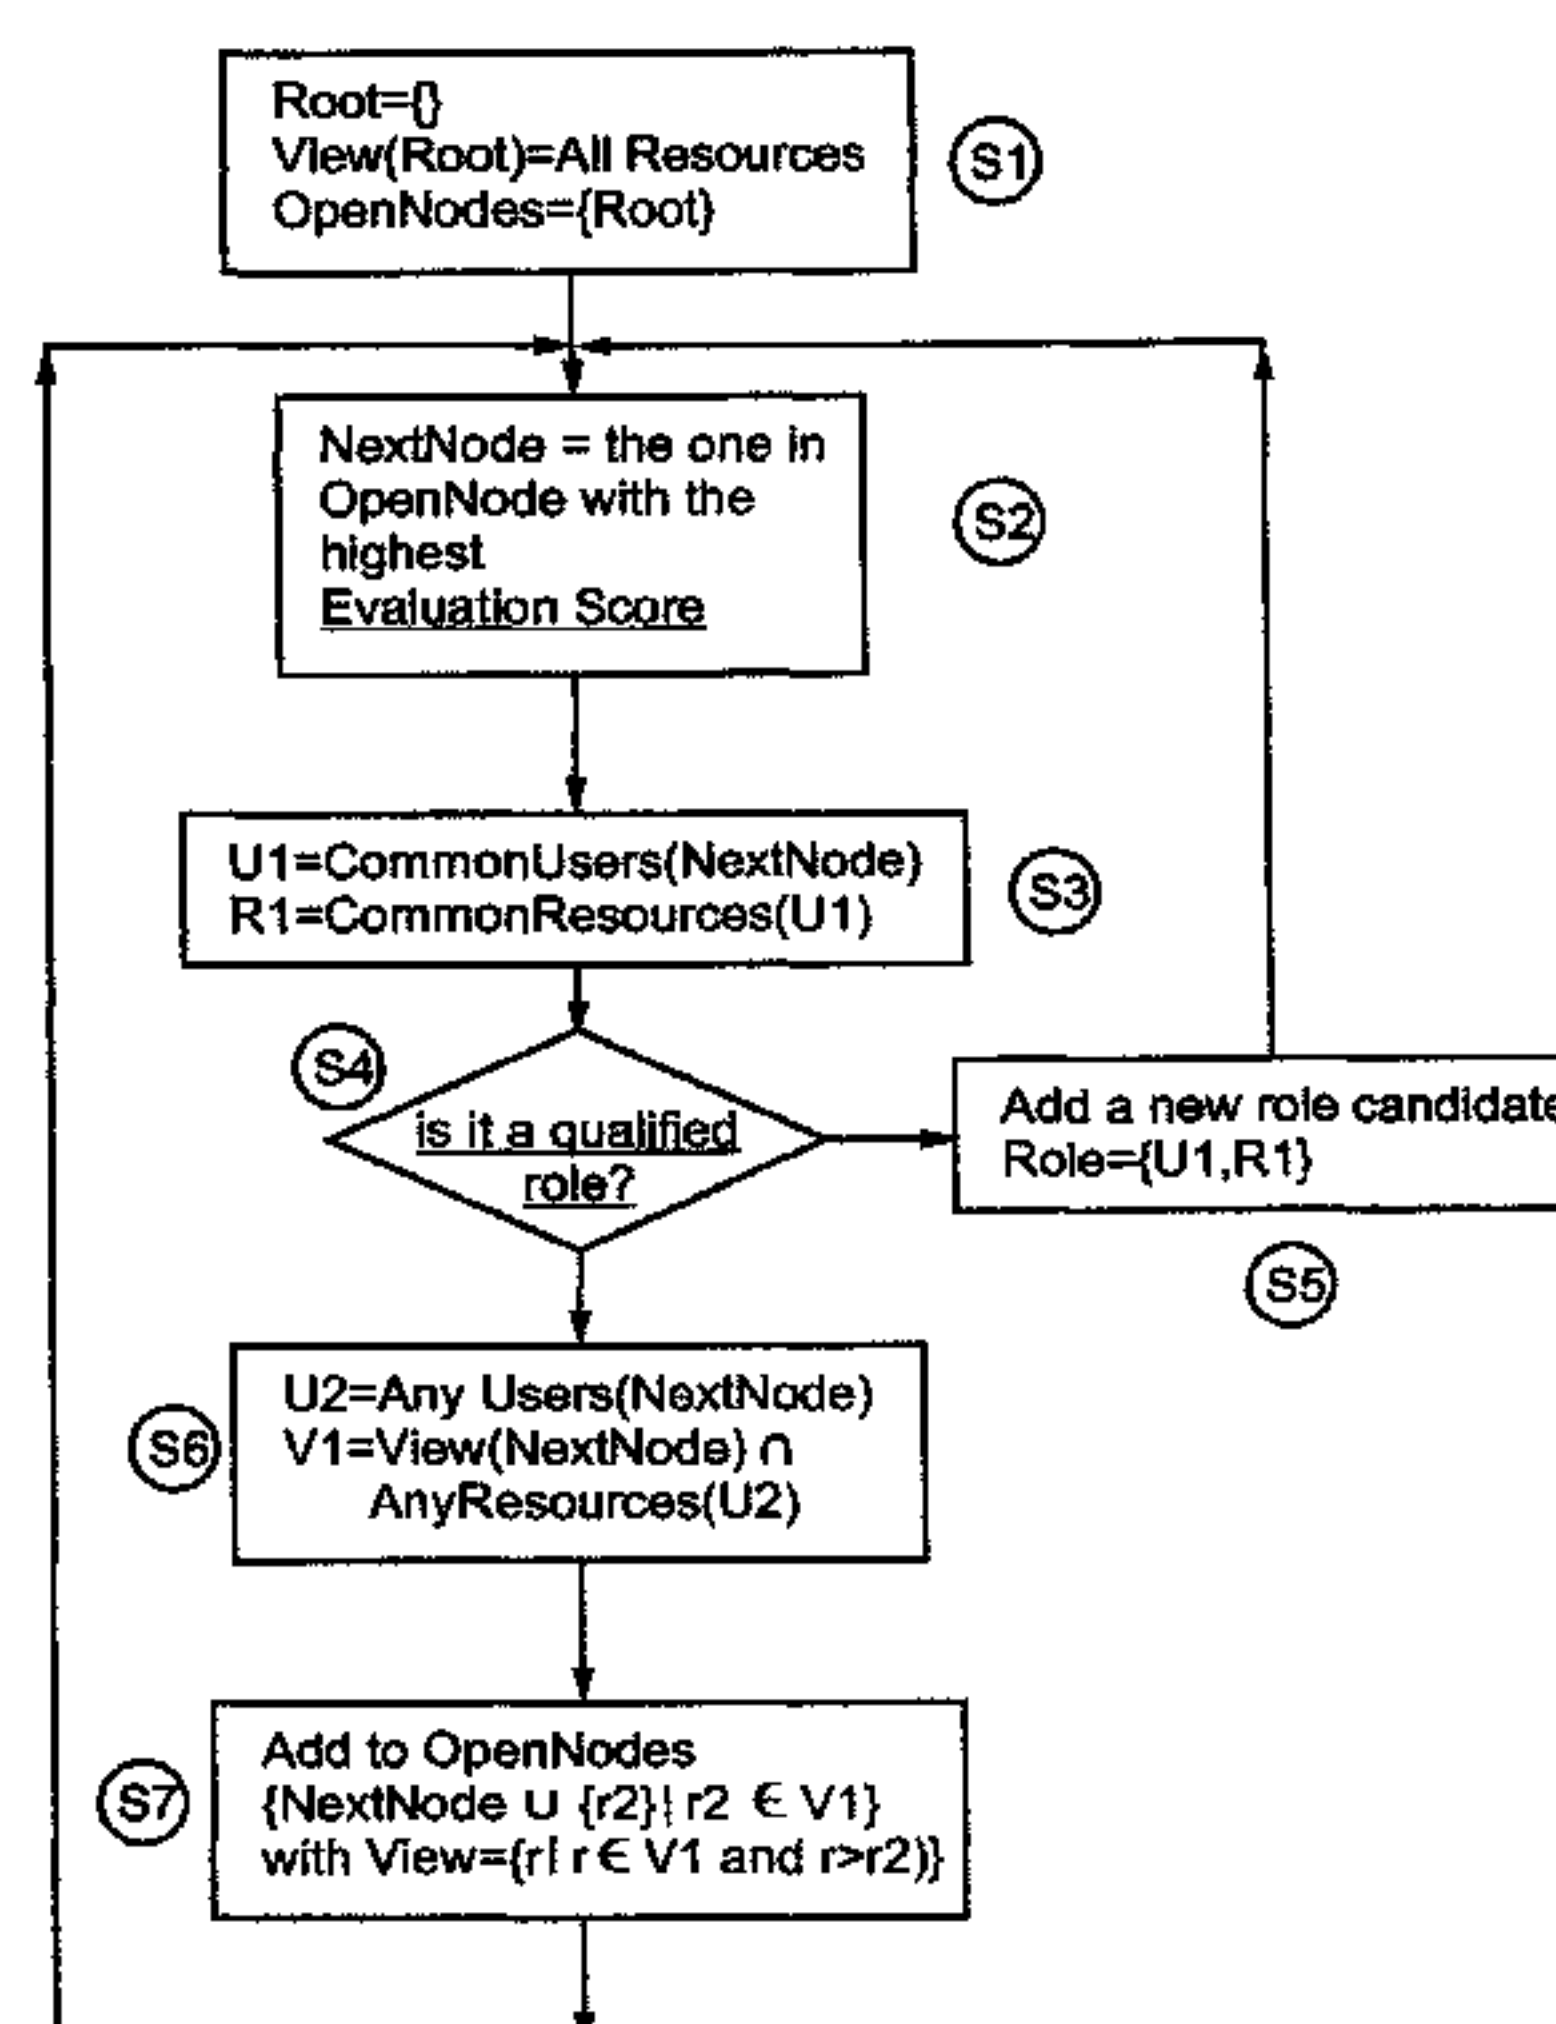 Root={}
View(Root)=All Resources
OpenNodes={Root}
S1
NextNode = the one in
OpenNode with the
highest
Evaluation Score
S2
U1=CommonUsers(NextNode)
R1=CommonResources(U1)
S3
S4
is it a qualified
role?
Add a new role candidate
Role={U1,R1}
S5
U2=Any Users(NextNode)
V1=View(NextNode) ∩
AnyResources(U2)
S6
Add to OpenNodes
{NextNode ∪ {r2}| r2 ∈ V1}
with View={r| r ∈ V1 and r>r2)}
S7